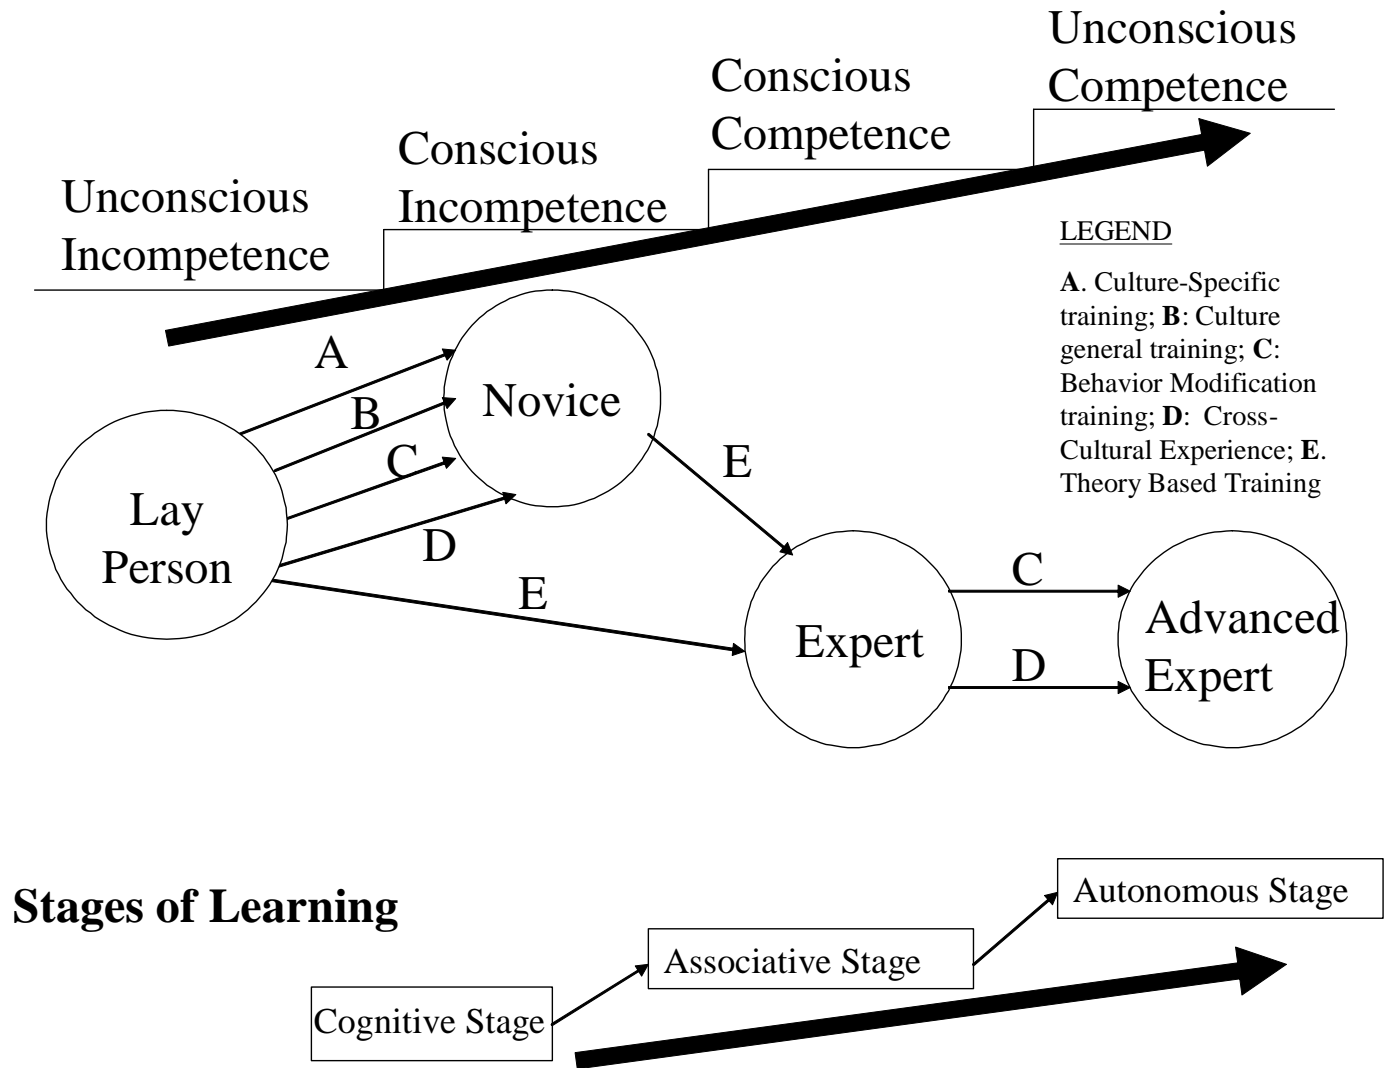 Unconscious
Competence
Conscious
Competence
Conscious
Incompetence
Unconscious
Incompetence
LEGEND
A. Culture-Specific
training; B: Culture
general training; C:
Behavior Modification
training; D: Cross-
Cultural Experience; E.
Theory Based Training
A
B
C
D
E
Novice
E
Lay
Person
Expert
C
D
Advanced
Expert
Stages of Learning
Autonomous Stage
Associative Stage
Cognitive Stage